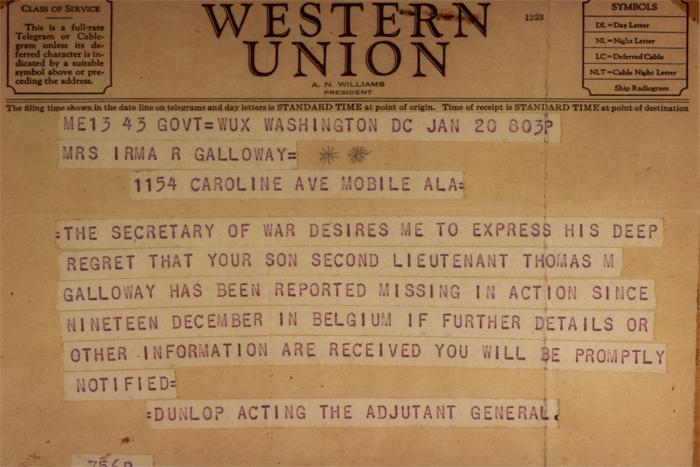 CLASS OF SERVICE
This is a full-rate
Telegram or Cable-
gram unless its de-
ferred character is in-
dicated by a suitable
symbol above or pre-
ceding the address.
WESTERN
UNION
1223
A. N. WILLIAMS
PRESIDENT
SYMBOLS
DL=Day Letter
NL=Night Letter
LC=Deferred Cable
NLT=Cable Night Letter
Ship Radiogram
The filing time shown in the date line on telegrams and day letters is STANDARD TIME at point of origin. Time of receipt is STANDARD TIME at point of destination
ME13 43 GOVT=WUX WASHINGTON DC JAN 20 803P
MRS IRMA R GALLOWAY=
1154 CAROLINE AVE MOBILE ALA=
=THE SECRETARY OF WAR DESIRES ME TO EXPRESS HIS DEEP
REGRET THAT YOUR SON SECOND LIEUTENANT THOMAS M
GALLOWAY HAS BEEN REPORTED MISSING IN ACTION SINCE
NINETEEN DECEMBER IN BELGIUM IF FURTHER DETAILS OR
OTHER INFORMATION ARE RECEIVED YOU WILL BE PROMPTLY
NOTIFIED=
=DUNLOP ACTING THE ADJUTANT GENERAL.